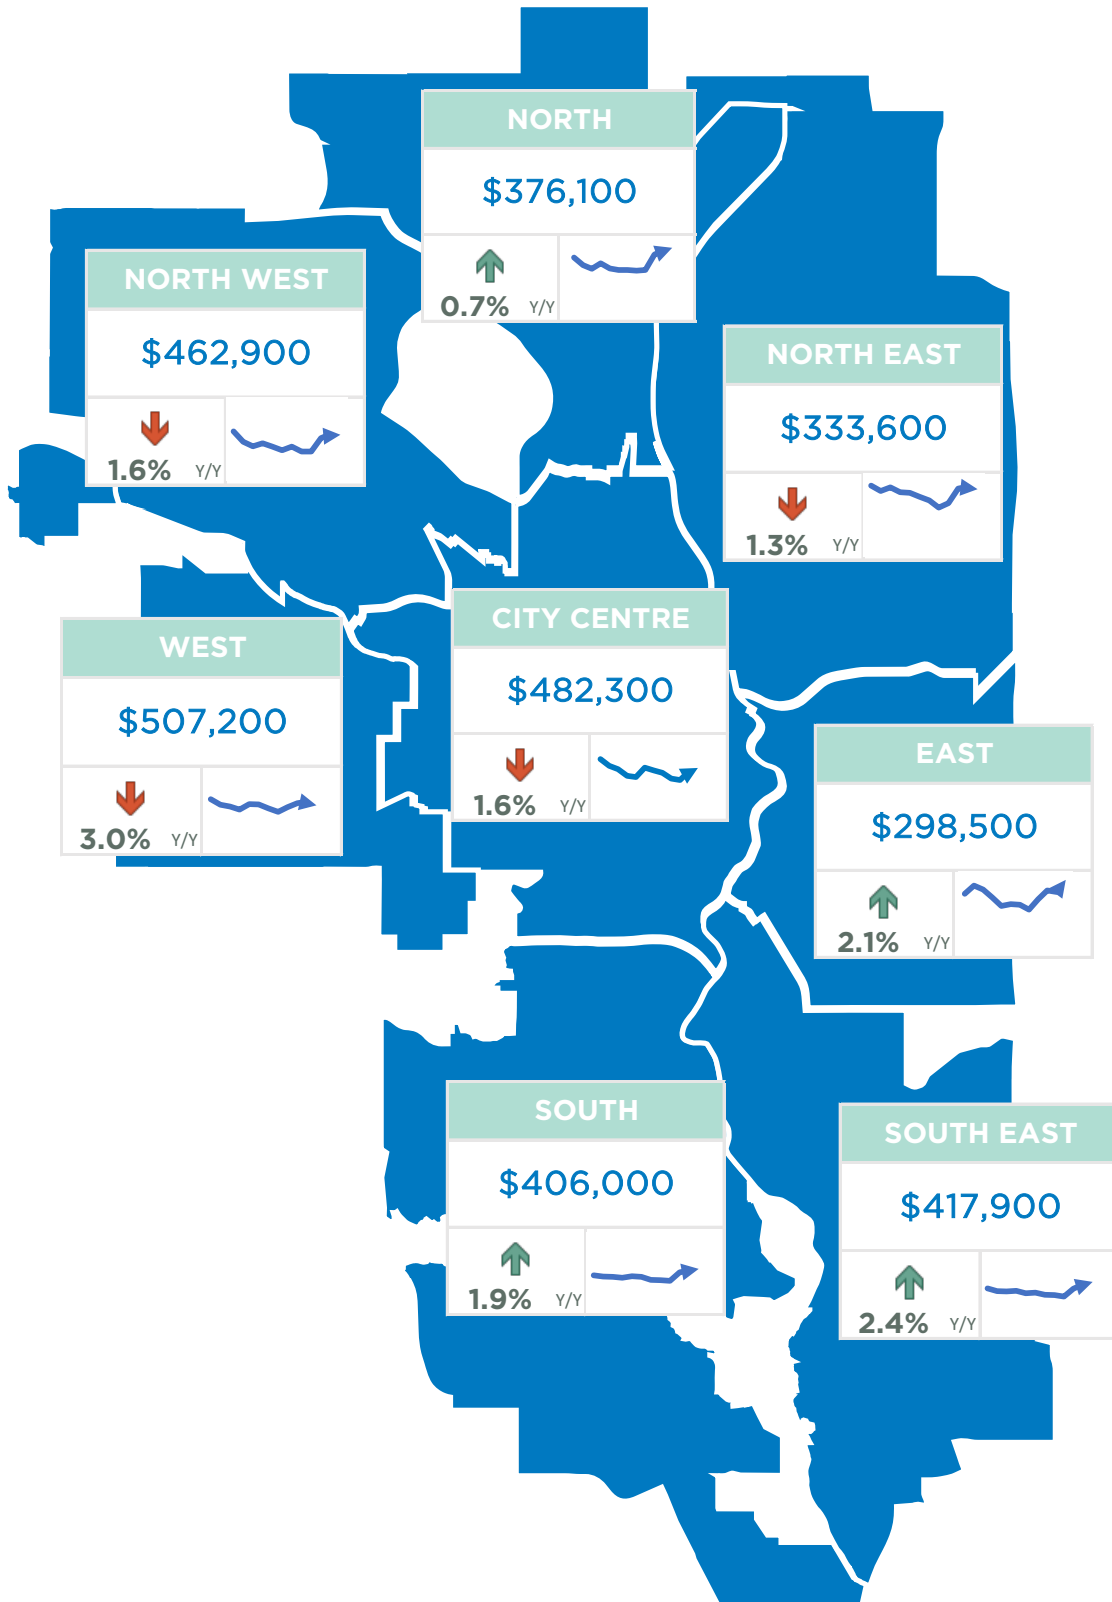 NORTH
$376,100
0.7% Y/Y
NORTH WEST
$462,900
1.6% Y/Y
NORTH EAST
$333,600
1.3% Y/Y
CITY CENTRE
$482,300
1.6% Y/Y
WEST
$507,200
3.0% Y/Y
EAST
$298,500
2.1% Y/Y
SOUTH
$406,000
1.9% Y/Y
SOUTH EAST
$417,900
2.4% Y/Y